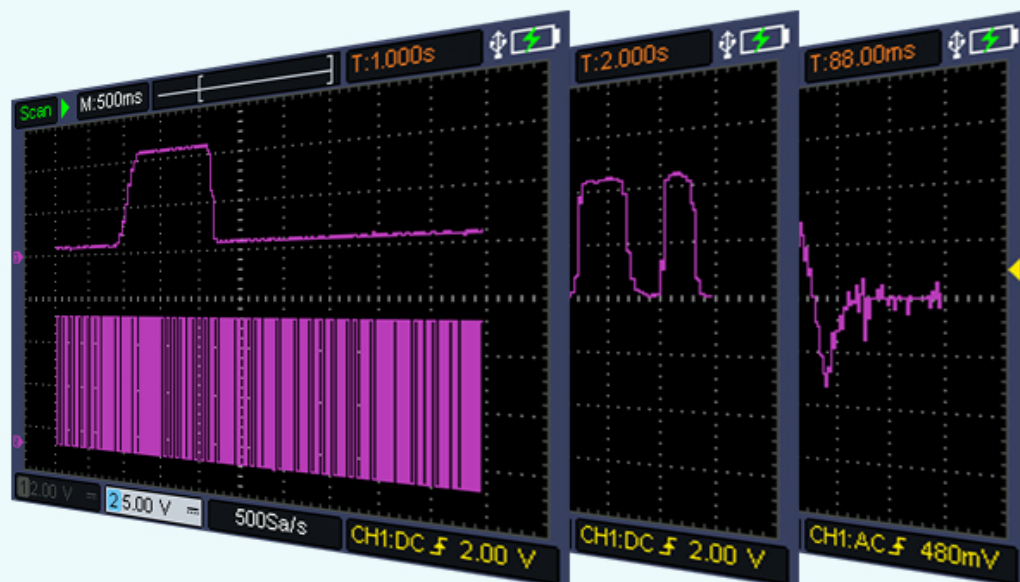 Scan M:500ms T:1.000s
1 2.00 V
2 5.00 V
500Sa/s
CH1:DC 2.00 V
T:2.000s
CH1:DC 2.00 V
T:88.00ms
CH1:AC 480mV